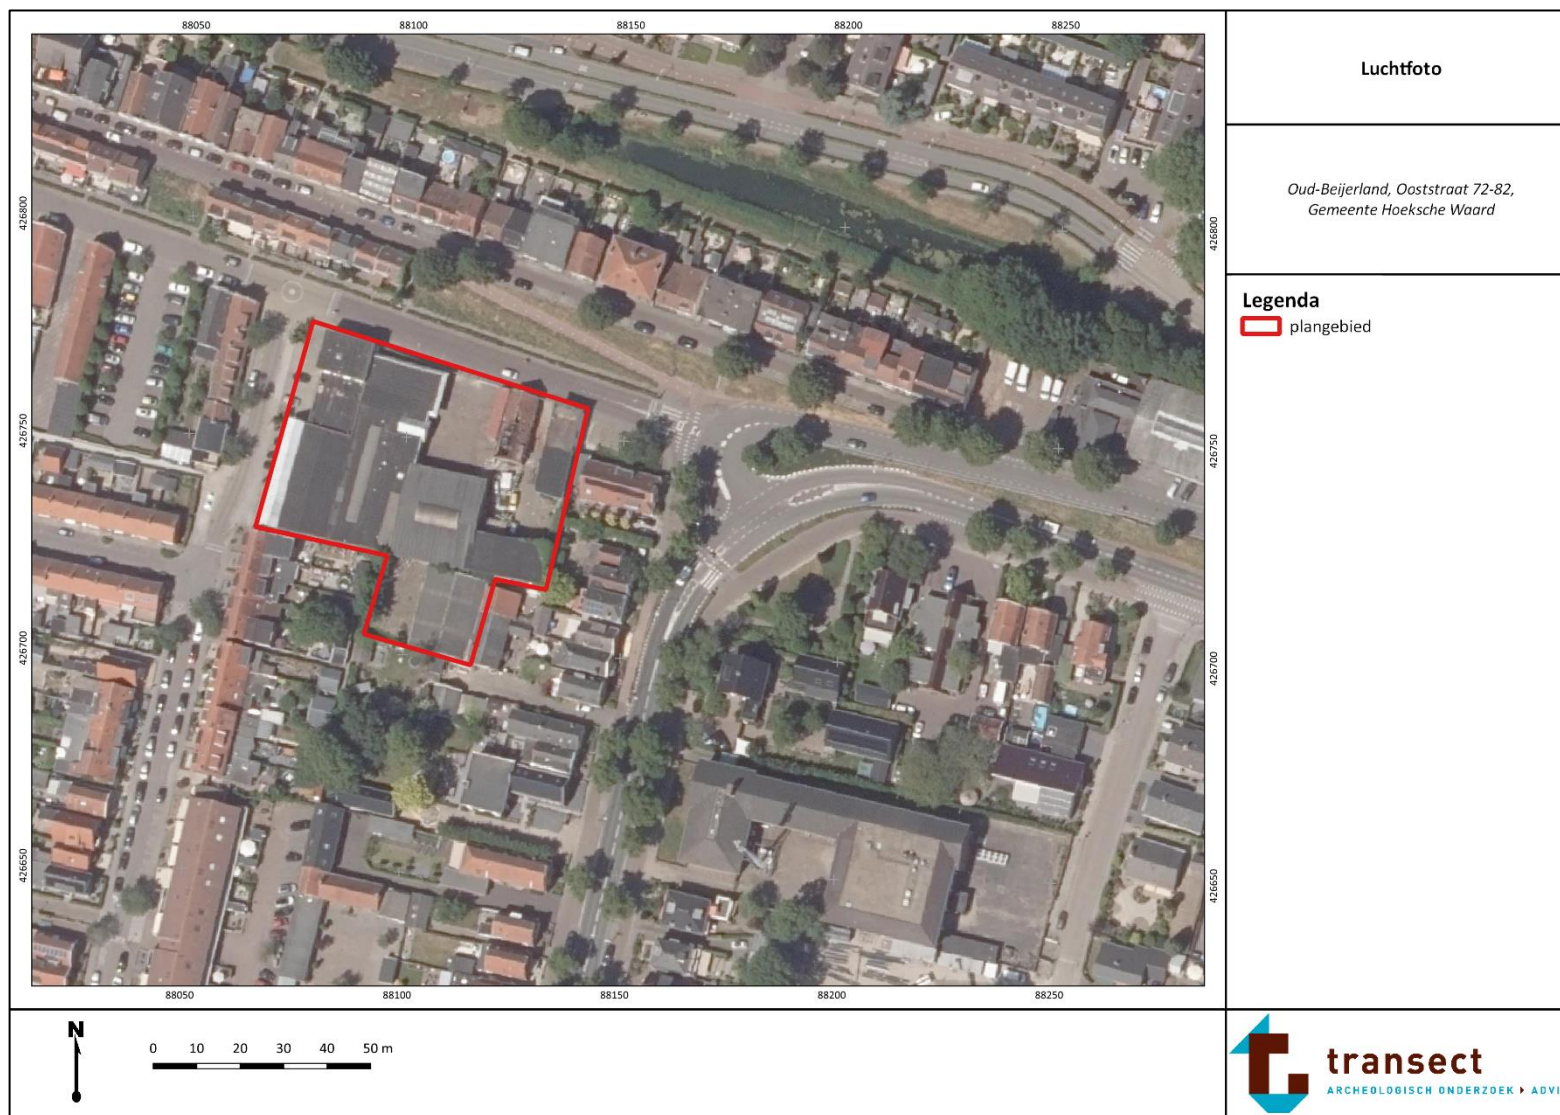 88050 88100 88150 88200 88250
Luchtfoto
Oud-Beijerland, Ooststraat 72-82,
Gemeente Hoeksche Waard
Legenda
plangebied
426800
426750
426700
426650
426800
426750
426700
426650
88050 88100 88150 88200 88250
N
0 10 20 30 40 50 m
transect
ARCHEOLOGISCH ONDERZOEK ADVI